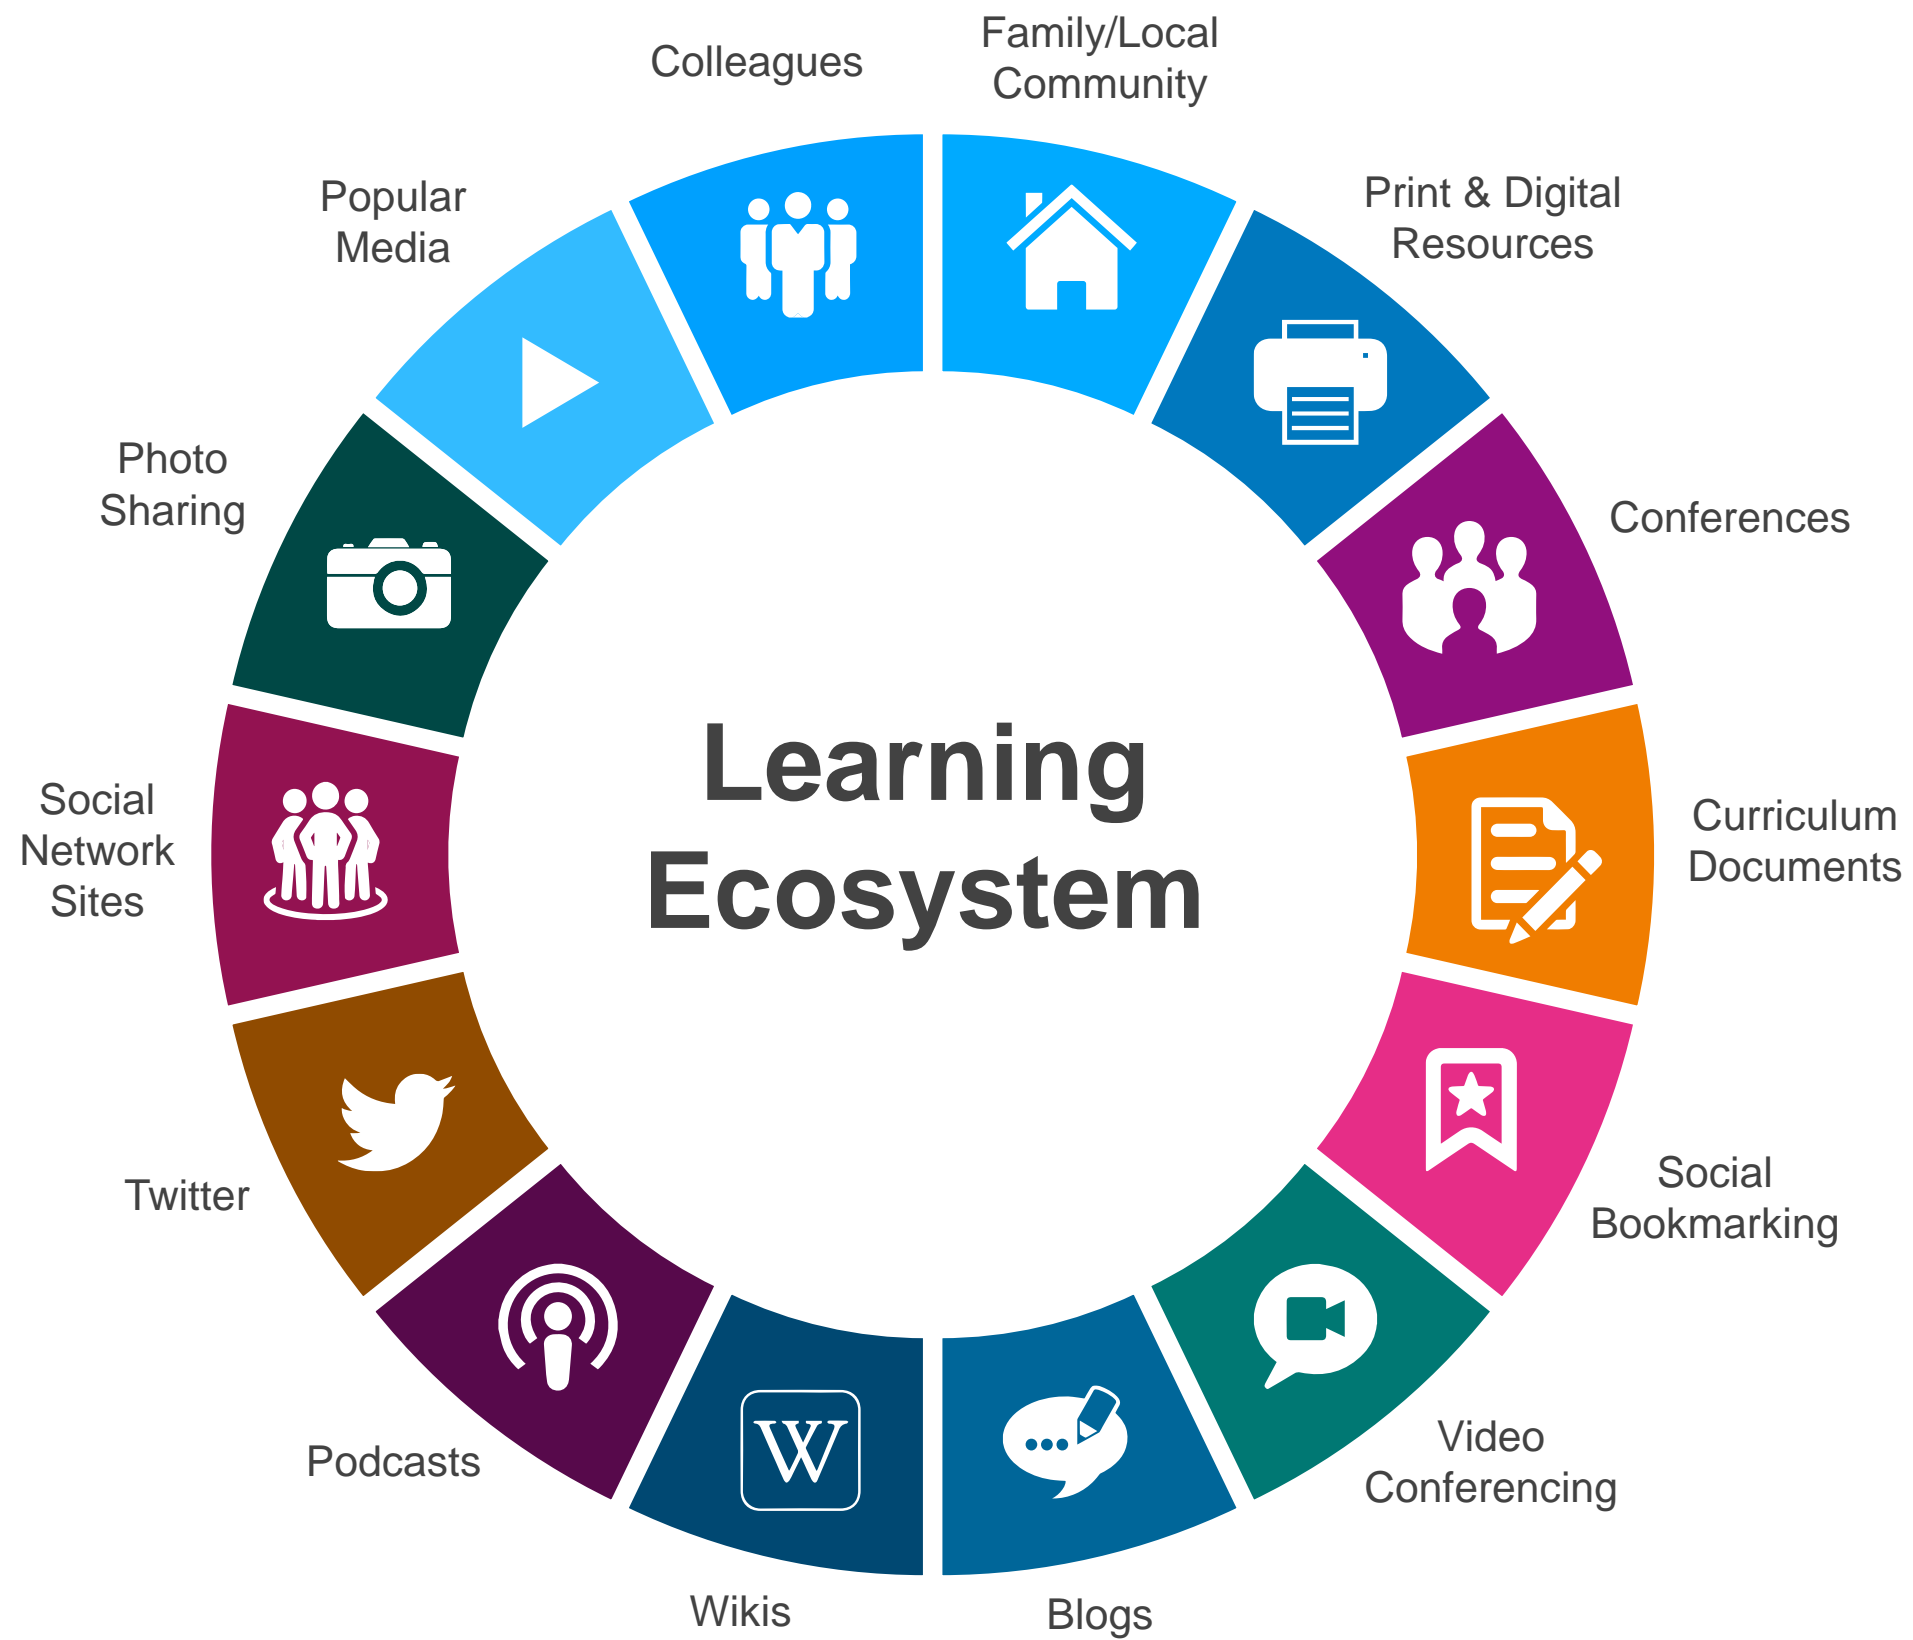 Colleagues
Family/Local
Community
Print & Digital
Resources
Conferences
Curriculum
Documents
Social
Bookmarking
Video
Conferencing
Blogs
Wikis
Podcasts
Twitter
Social
Network
Sites
Photo
Sharing
Popular
Media
Learning
Ecosystem
W